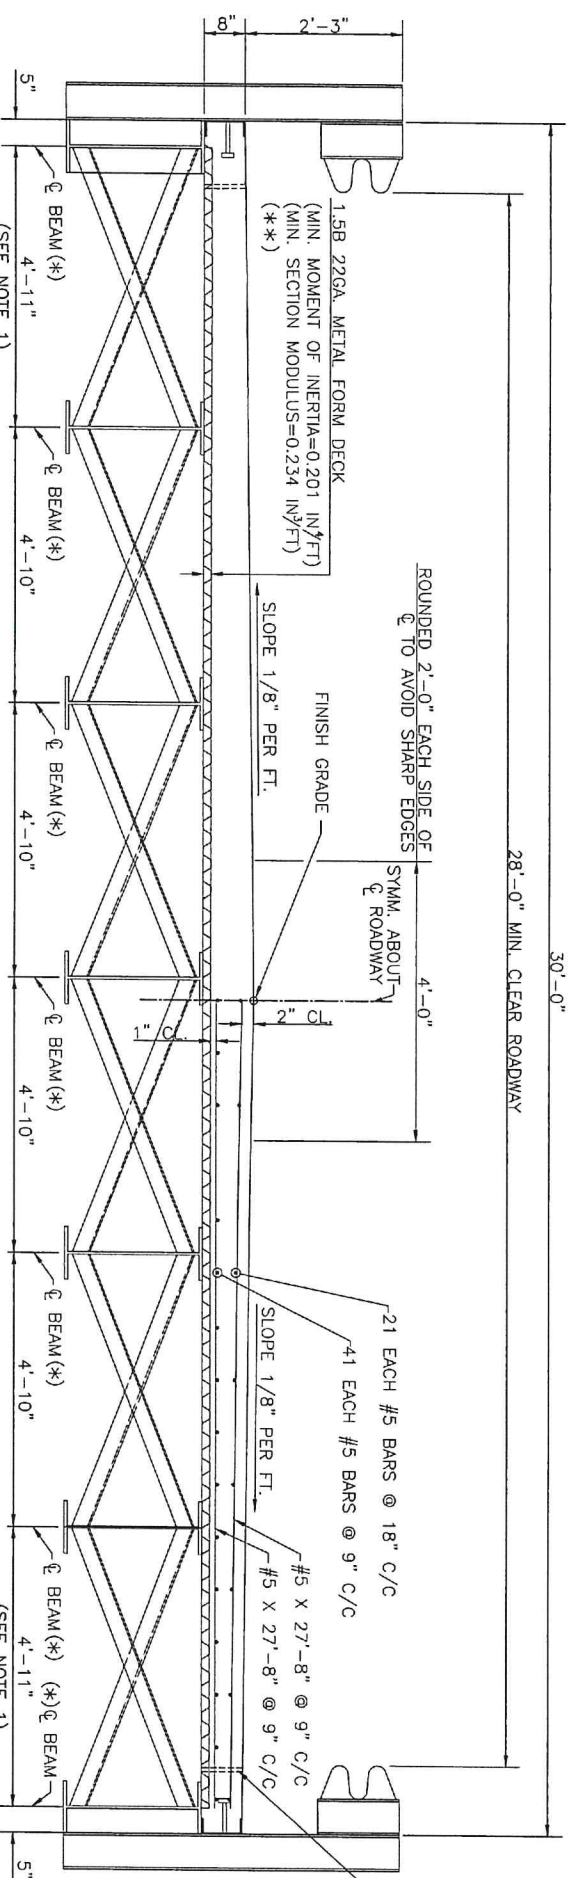 30'-0"
28'-0" MIN. CLEAR ROADWAY
2'-3"
8"
ROUNDED 2'-0" EACH SIDE OF
℄ TO AVOID SHARP EDGES
4'-0"
SYMM. ABOUT
℄ ROADWAY
1.5B 22GA. METAL FORM DECK
(MIN. MOMENT OF INERTIA=0.201 IN⁴/FT)
(MIN. SECTION MODULUS=0.234 IN³/FT)
(**)
FINISH GRADE
SLOPE 1/8" PER FT.
2" CL.
1" CL.
21 EACH #5 BARS @ 18" C/C
41 EACH #5 BARS @ 9" C/C
SLOPE 1/8" PER FT.
#5 X 27'-8" @ 9" C/C
#5 X 27'-8" @ 9" C/C
℄ BEAM(*)
℄ BEAM(*)
℄ BEAM(*)
℄ BEAM(*)
℄ BEAM(*)
℄ BEAM(*)
(*)℄ BEAM
5"
4'-11"
4'-10"
4'-10"
4'-10"
4'-10"
4'-11"
5"
(SEE NOTE 1)
(SEE NOTE 1)